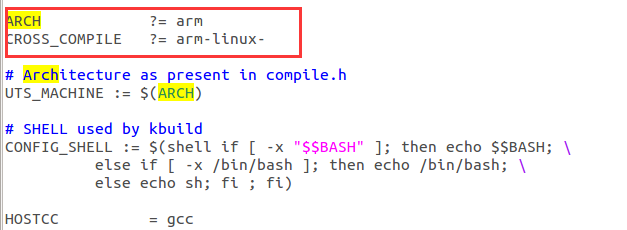 ARCH ?= arm
CROSS_COMPILE ?= arm-linux-
# Architecture as present in compile.h
UTS_MACHINE := $(ARCH)
# SHELL used by kbuild
CONFIG_SHELL := $(shell if [ -x "$$BASH" ]; then echo $$BASH; \
else if [ -x /bin/bash ]; then echo /bin/bash; \
else echo sh; fi ; fi)
HOSTCC = gcc